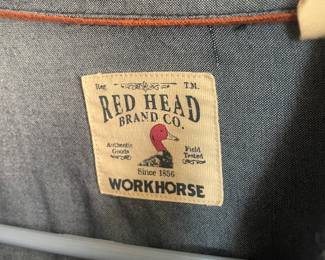 Reg T.M.
RED HEAD
BRAND CO.
Authentic Goods Field Tested
Since 1856
WORKHORSE